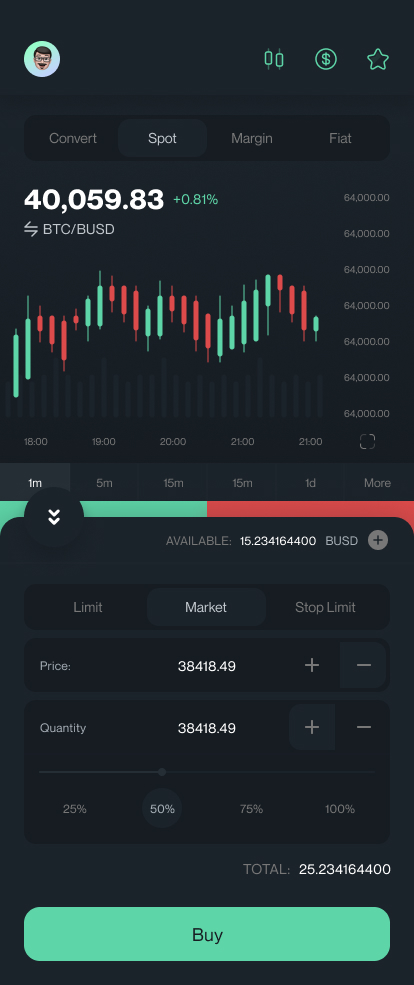 Convert Spot Margin Fiat
40,059.83 +0.81%
BTC/BUSD
64,000.00
64,000.00
64,000.00
64,000.00
64,000.00
64,000.00
64,000.00
18:00 19:00 20:00 21:00 21:00
1m 5m 15m 15m 1d More
AVAILABLE: 15.234164400 BUSD
Limit Market Stop Limit
Price: 38418.49
Quantity 38418.49
25% 50% 75% 100%
TOTAL: 25.234164400
Buy